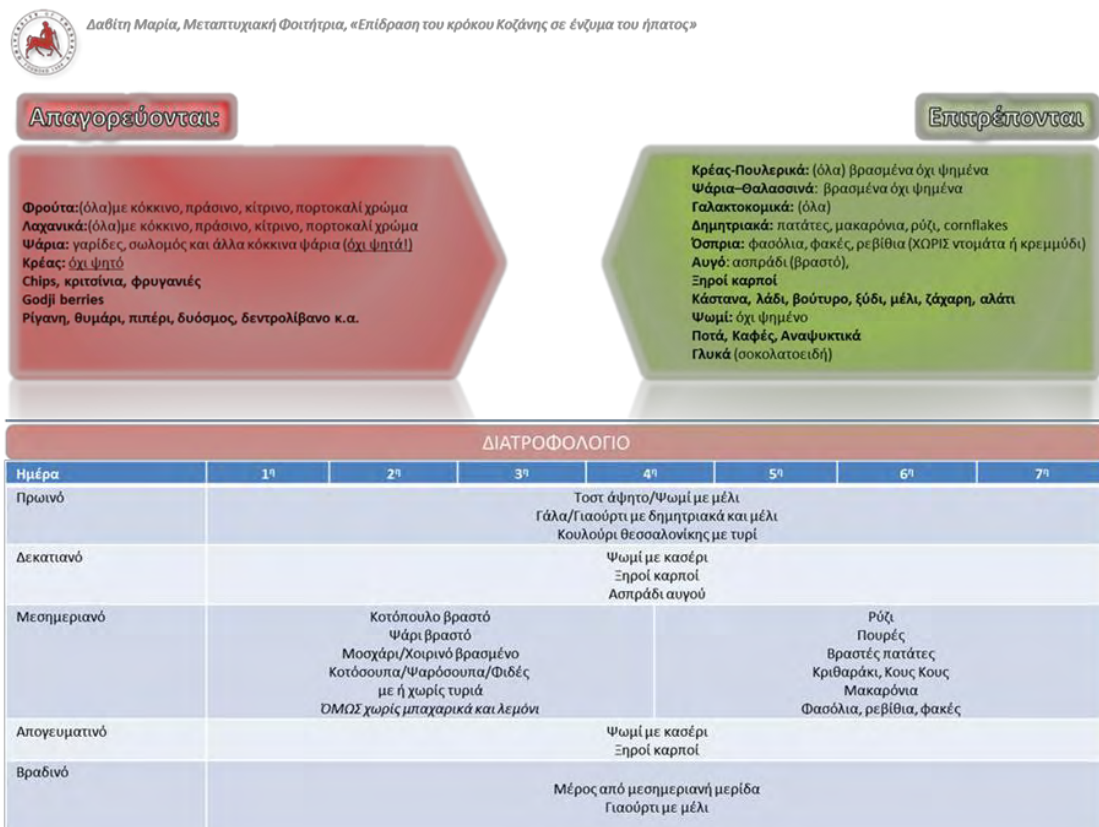 Δαβίτη Μαρία, Μεταπτυχιακή Φοιτήτρια, «Επίδραση του κρόκου Κοζάνης σε ένζυμα του ήπατος»
Απαγορεύονται:
Φρούτα:(όλα)με κόκκινο, πράσινο, κίτρινο, πορτοκαλί χρώμα
Λαχανικά:(όλα)με κόκκινο, πράσινο, κίτρινο, πορτοκαλί χρώμα
Ψάρια: γαρίδες, σωλομός και άλλα κόκκινα ψάρια (όχι ψητά!)
Κρέας: όχι ψητό
Chips, κριτσίνια, φρυγανιές
Godji berries
Ρίγανη, θυμάρι, πιπέρι, δυόσμος, δεντρολίβανο κ.α.
Επιτρέπονται
Κρέας-Πουλερικά: (όλα) βρασμένα όχι ψημένα
Ψάρια–Θαλασσινά: βρασμένα όχι ψημένα
Γαλακτοκομικά: (όλα)
Δημητριακά: πατάτες, μακαρόνια, ρύζι, cornflakes
Όσπρια: φασόλια, φακές, ρεβίθια (ΧΩΡΙΣ ντομάτα ή κρεμμύδι)
Αυγό: ασπράδι (βραστό),
Ξηροί καρποί
Κάστανα, λάδι, βούτυρο, ξύδι, μέλι, ζάχαρη, αλάτι
Ψωμί: όχι ψημένο
Ποτά, Καφές, Αναψυκτικά
Γλυκά (σοκολατοειδή)
ΔΙΑΤΡΟΦΟΛΟΓΙΟ
Ημέρα 1η 2η 3η 4η 5η 6η 7η
Πρωινό
Τοστ άψητο/Ψωμί με μέλι
Γάλα/Γιαούρτι με δημητριακά και μέλι
Κουλούρι θεσσαλονίκης με τυρί
Δεκατιανό
Ψωμί με κασέρι
Ξηροί καρποί
Ασπράδι αυγού
Μεσημεριανό
Κοτόπουλο βραστό
Ψάρι βραστό
Μοσχάρι/Χοιρινό βρασμένο
Κοτόσουπα/Ψαρόσουπα/Φιδές
με ή χωρίς τυριά
ΌΜΩΣ χωρίς μπαχαρικά και λεμόνι
Ρύζι
Πουρές
Βραστές πατάτες
Κριθαράκι, Κους Κους
Μακαρόνια
Φασόλια, ρεβίθια, φακές
Απογευματινό
Ψωμί με κασέρι
Ξηροί καρποί
Βραδινό
Μέρος από μεσημεριανή μερίδα
Γιαούρτι με μέλι